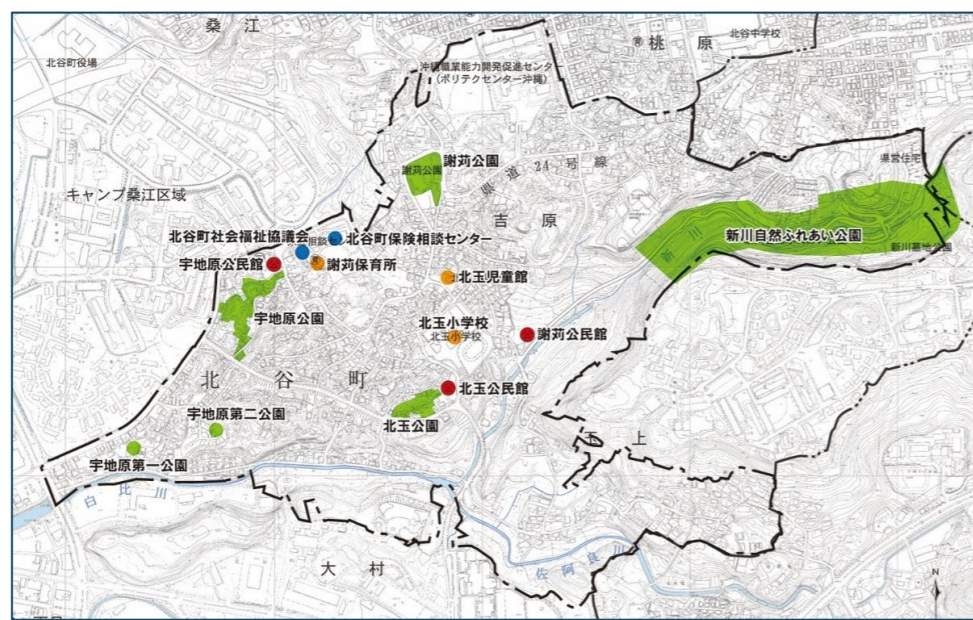 桑江
桃原
北谷中学校
北谷町役場
沖縄職業能力開発促進センター
(ポリテクセンター沖縄)
謝苅公園
謝苅公園
県道24号線
県営住宅
キャンプ桑江区域
吉原
北谷町社会福祉協議会
北谷町保険相談センター
新川自然ふれあい公園
新川墓地公園
新川
宇地原公民館
謝苅保育所
北玉児童館
宇地原公園
北玉小学校
北玉小学校
謝苅公民館
北谷町
北玉公民館
北玉公園
宇地原第二公園
玉上
宇地原第一公園
白比川
大村
佐阿良川
N